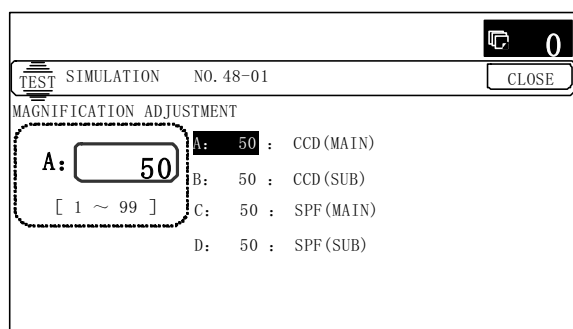 0
TEST SIMULATION NO.48-01 CLOSE
MAGNIFICATION ADJUSTMENT
A: 50
[ 1 ~ 99 ]
A: 50 : CCD(MAIN)
B: 50 : CCD(SUB)
C: 50 : SPF(MAIN)
D: 50 : SPF(SUB)